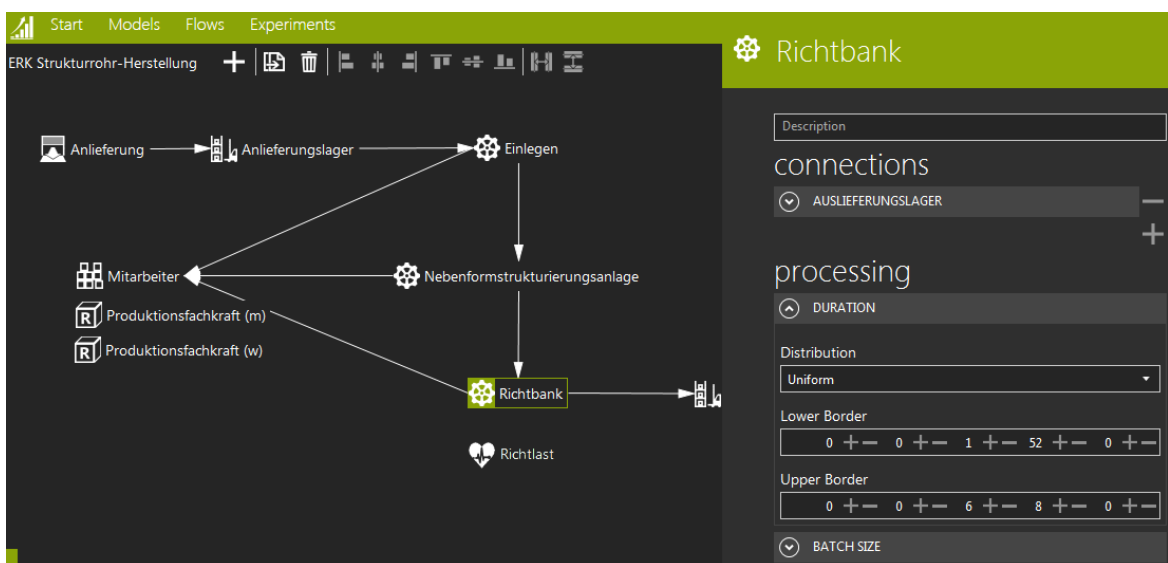 Start Models Flows Experiments
ERK Strukturrohr-Herstellung
Anlieferung
Anlieferungslager
Einlegen
Mitarbeiter
Nebenformstrukturierungsanlage
R Produktionsfachkraft (m)
R Produktionsfachkraft (w)
Richtbank
Richtlast
Richtbank
Description
connections
AUSLIEFERUNGSLAGER
processing
DURATION
Distribution
Uniform
Lower Border
0 + − 0 + − 1 + − 52 + − 0 + −
Upper Border
0 + − 0 + − 6 + − 8 + − 0 + −
BATCH SIZE